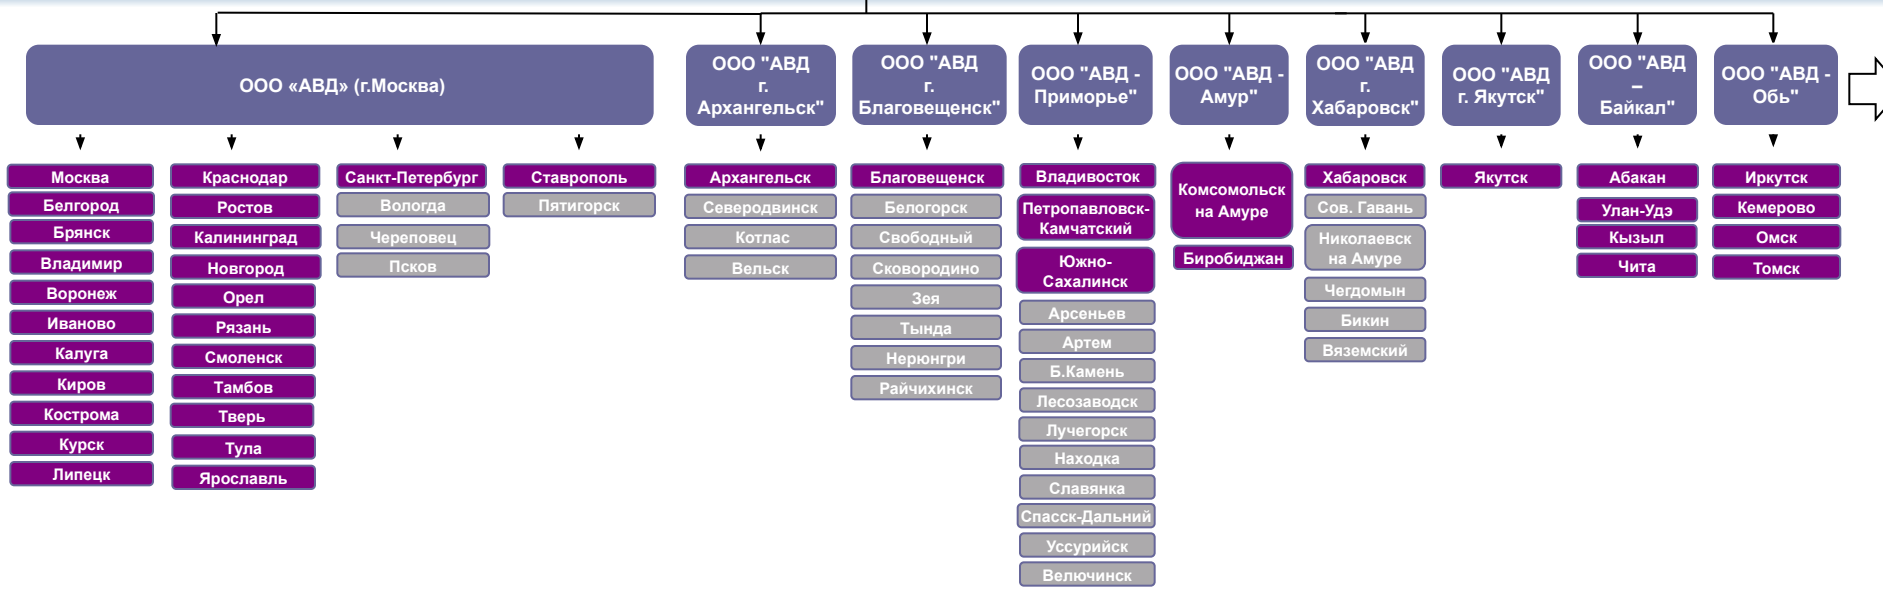 ООО «АВД» (г.Москва)
ООО "АВД
г.
Архангельск"
ООО "АВД
г.
Благовещенск"
ООО "АВД -
Приморье"
ООО "АВД -
Амур"
ООО "АВД
г.
Хабаровск"
ООО "АВД
г. Якутск"
ООО "АВД
–
Байкал"
ООО "АВД -
Обь"
Москва
Белгород
Брянск
Владимир
Воронеж
Иваново
Калуга
Киров
Кострома
Курск
Липецк
Краснодар
Ростов
Калининград
Новгород
Орел
Рязань
Смоленск
Тамбов
Тверь
Тула
Ярославль
Санкт-Петербург
Вологда
Череповец
Псков
Ставрополь
Пятигорск
Архангельск
Северодвинск
Котлас
Вельск
Благовещенск
Белогорск
Свободный
Сковородино
Зея
Тында
Нерюнгри
Райчихинск
Владивосток
Петропавловск-
Камчатский
Южно-
Сахалинск
Арсеньев
Артем
Б.Камень
Лесозаводск
Лучегорск
Находка
Славянка
Спасск-Дальний
Уссурийск
Велючинск
Комсомольск
на Амуре
Биробиджан
Хабаровск
Сов. Гавань
Николаевск
на Амуре
Чегдомын
Бикин
Вяземский
Якутск
Абакан
Улан-Удэ
Кызыл
Чита
Иркутск
Кемерово
Омск
Томск